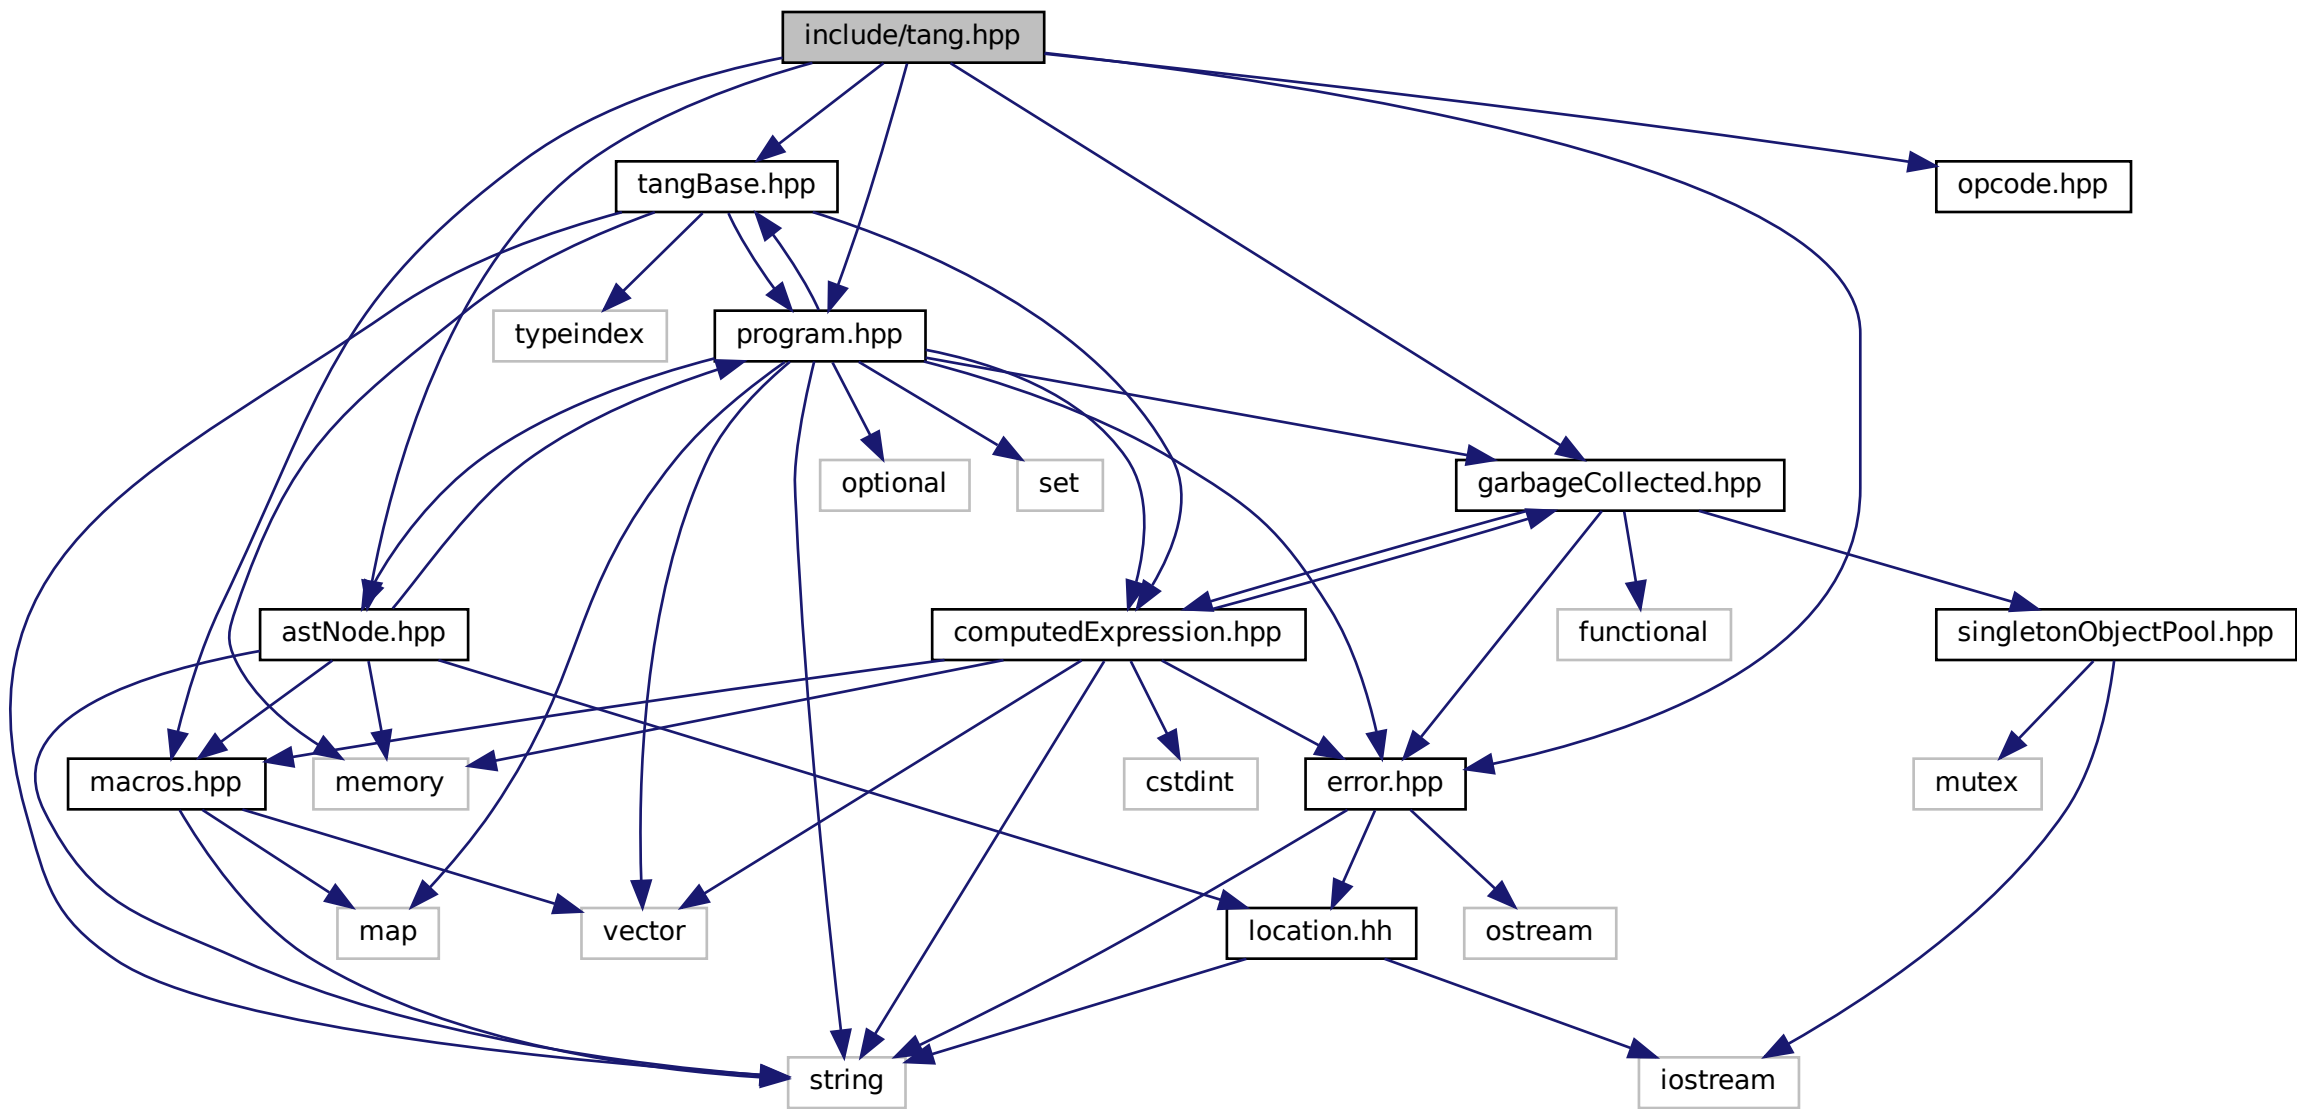 include/tang.hpp
tangBase.hpp
opcode.hpp
typeindex
program.hpp
optional
set
garbageCollected.hpp
astNode.hpp
computedExpression.hpp
functional
singletonObjectPool.hpp
macros.hpp
memory
cstdint
error.hpp
mutex
map
vector
location.hh
ostream
string
iostream